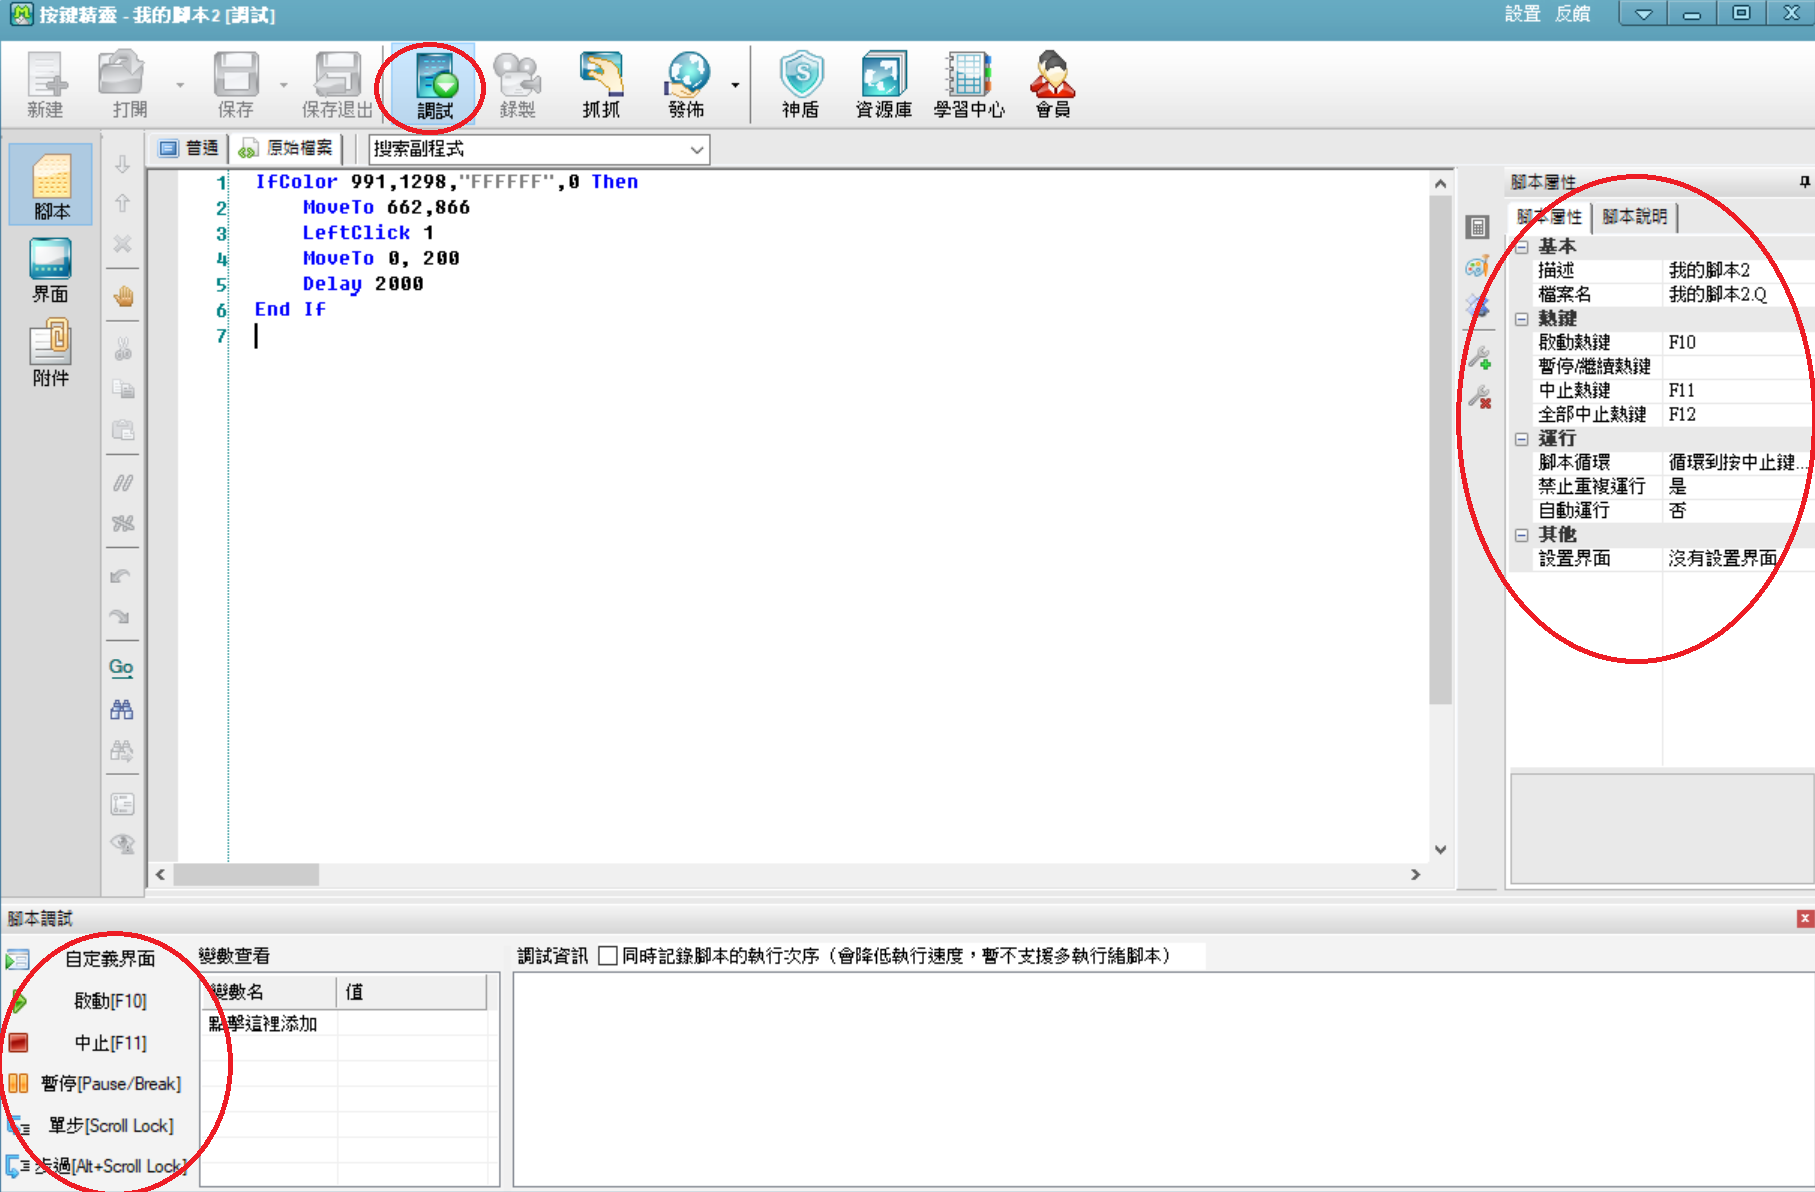 按鍵精靈 - 我的腳本2 [調試]
設置 反饋
新建 打開 保存 保存退出 調試 錄製 抓抓 發佈 神盾 資源庫 學習中心 會員
普通 原始檔案 搜索副程式
腳本
界面
附件
Go
1 IfColor 991,1298,"FFFFFF",0 Then
2 MoveTo 662,866
3 LeftClick 1
4 MoveTo 0, 200
5 Delay 2000
6 End If
7
腳本屬性
腳本屬性 腳本說明
基本
描述 我的腳本2
檔案名 我的腳本2.Q
熱鍵
啟動熱鍵 F10
暫停/繼續熱鍵
中止熱鍵 F11
全部中止熱鍵 F12
運行
腳本循環 循環到按中止鍵...
禁止重複運行 是
自動運行 否
其他
設置界面 沒有設置界面
腳本調試
自定義界面
啟動[F10]
中止[F11]
暫停[Pause/Break]
單步[Scroll Lock]
步過[Alt+Scroll Lock]
變數查看
變數名 值
點擊這裡添加
調試資訊 同時記錄腳本的執行次序（會降低執行速度，暫不支援多執行緒腳本）